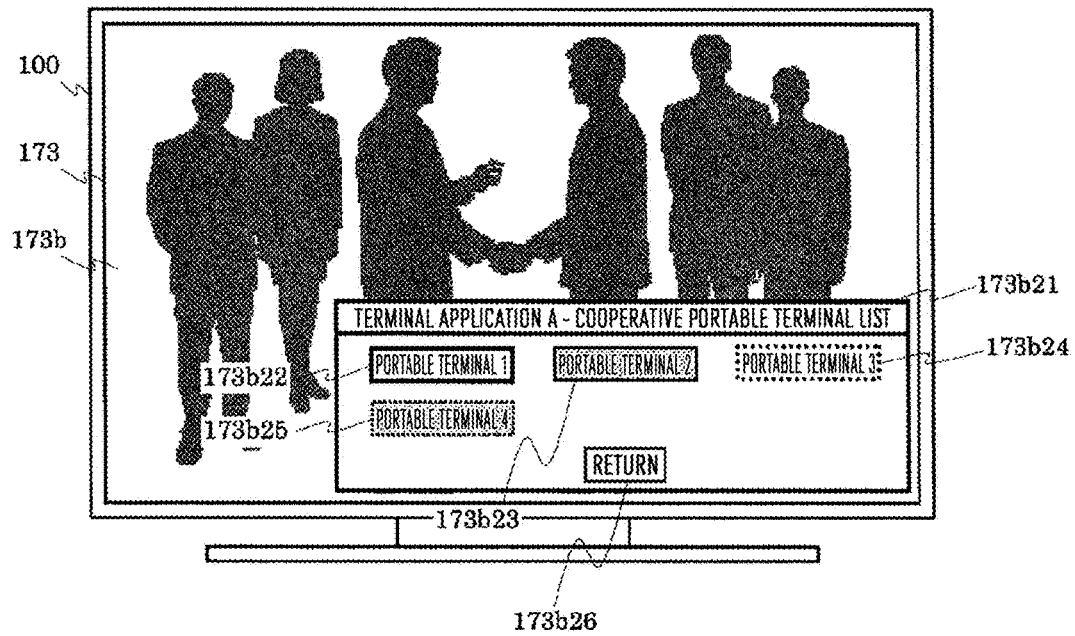 100
173
173b
173b21
TERMINAL APPLICATION A - COOPERATIVE PORTABLE TERMINAL LIST
173b24
PORTABLE TERMINAL 1
PORTABLE TERMINAL 2
PORTABLE TERMINAL 3
173b22
PORTABLE TERMINAL 4
173b25
RETURN
173b23
173b26